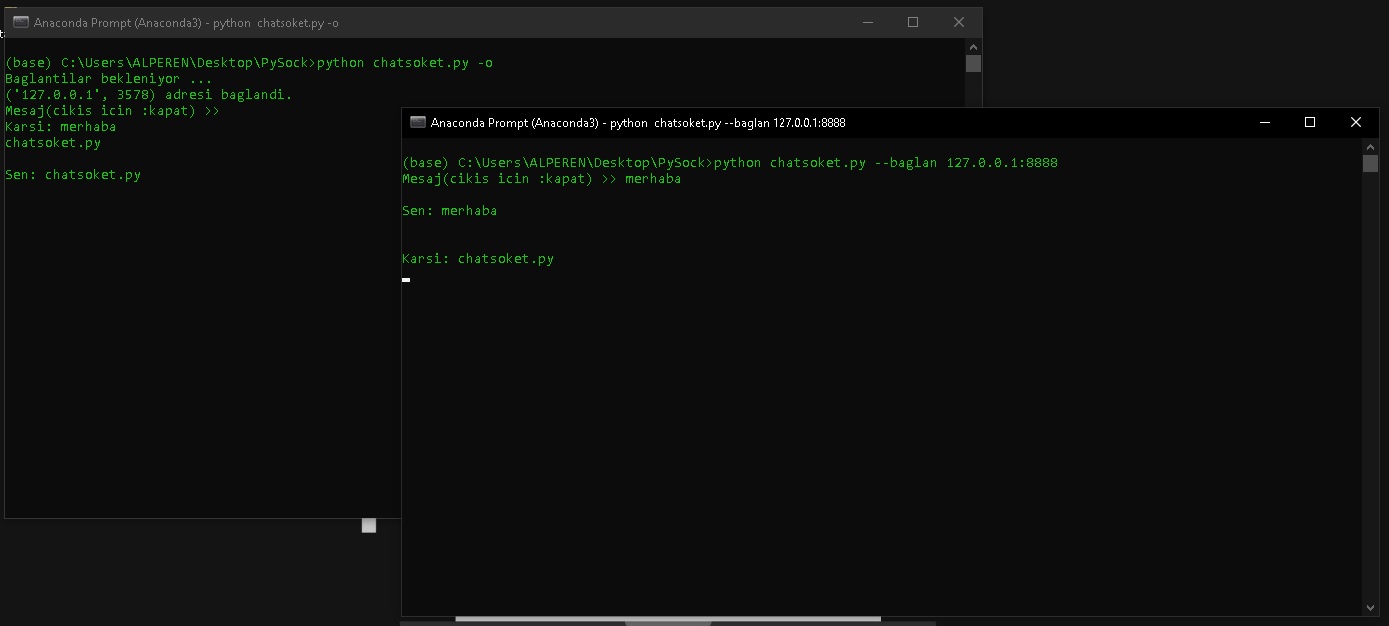 Anaconda Prompt (Anaconda3) - python  chatsoket.py -o
(base) C:\Users\ALPEREN\Desktop\PySock>python chatsoket.py -o
Baglantilar bekleniyor ...
('127.0.0.1', 3578) adresi baglandi.
Mesaj(cikis icin :kapat) >>
Karsi: merhaba
chatsoket.py
Sen: chatsoket.py
Anaconda Prompt (Anaconda3) - python  chatsoket.py --baglan 127.0.0.1:8888
(base) C:\Users\ALPEREN\Desktop\PySock>python chatsoket.py --baglan 127.0.0.1:8888
Mesaj(cikis icin :kapat) >> merhaba
Sen: merhaba
Karsi: chatsoket.py